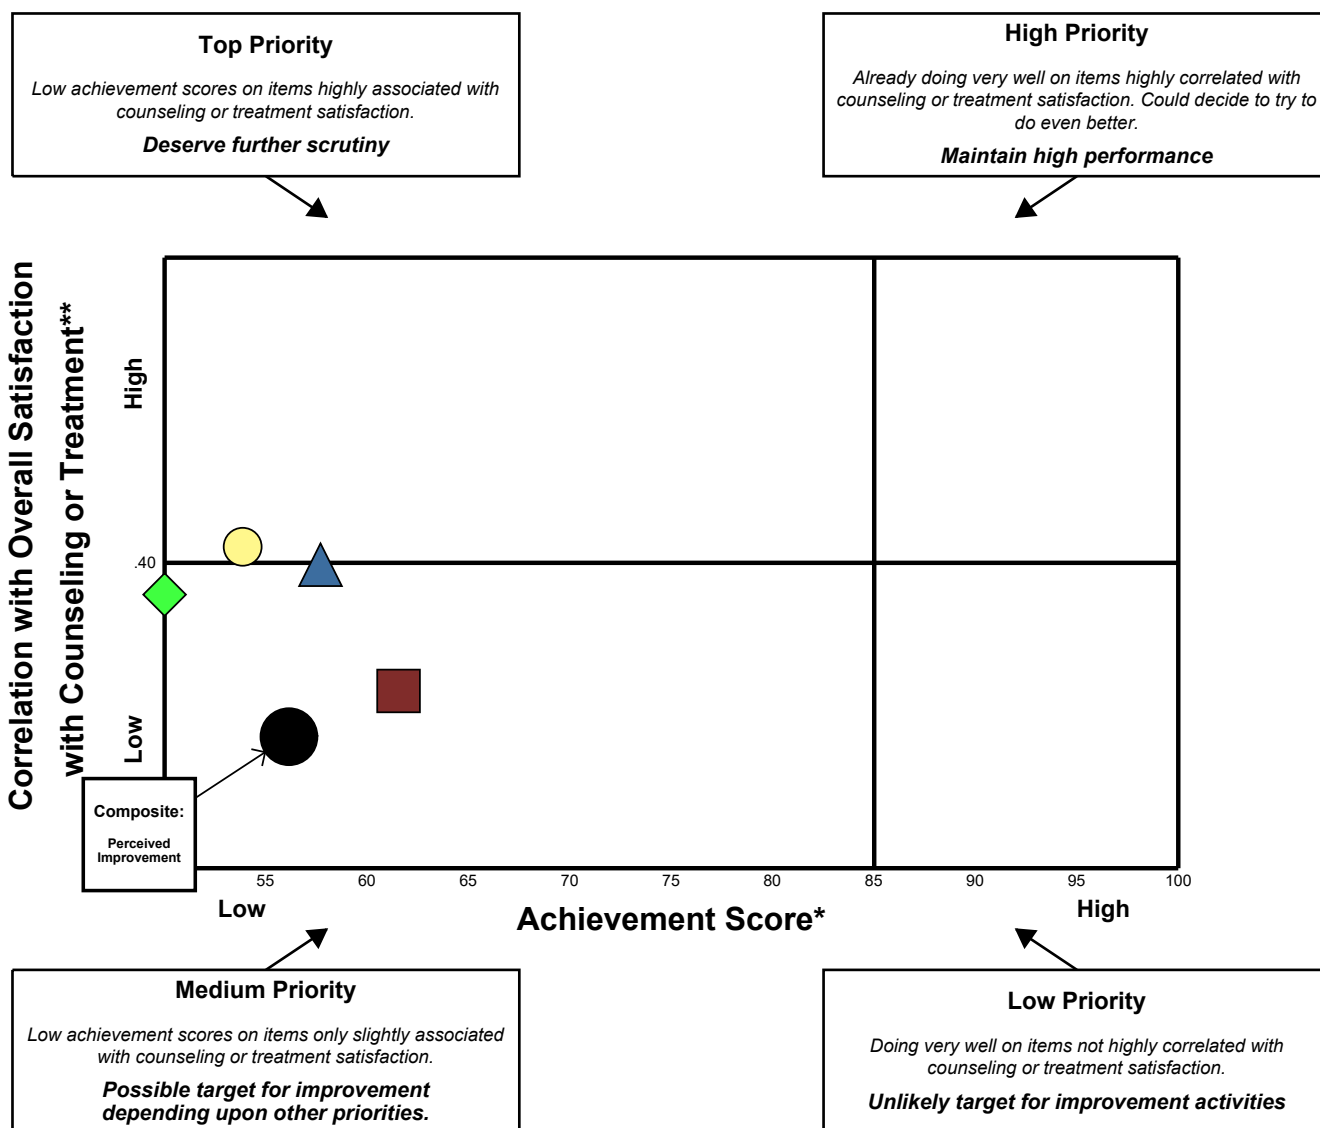 Top Priority
Low achievement scores on items highly associated with
counseling or treatment satisfaction.
Deserve further scrutiny
High Priority
Already doing very well on items highly correlated with
counseling or treatment satisfaction. Could decide to try to
do even better.
Maintain high performance
Correlation with Overall Satisfaction
with Counseling or Treatment**
High
.40
Low
Composite:
Perceived
Improvement
55 60 65 70 75 80 85 90 95 100
Low
Achievement Score*
High
Medium Priority
Low achievement scores on items only slightly associated
with counseling or treatment satisfaction.
Possible target for improvement
depending upon other priorities.
Low Priority
Doing very well on items not highly correlated with
counseling or treatment satisfaction.
Unlikely target for improvement activities